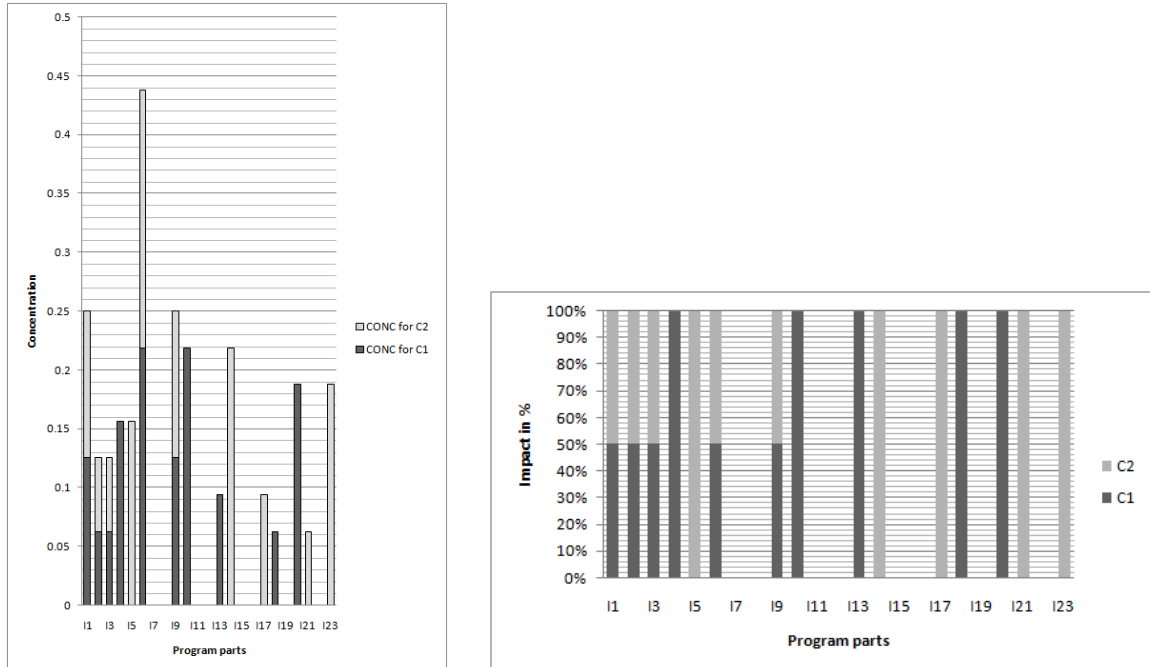 0.5
0.45
0.4
0.35
0.3
0.25
0.2
0.15
0.1
0.05
0
Concentration
I1 I3 I5 I7 I9 I11 I13 I15 I17 I19 I21 I23
Program parts
CONC for C2
CONC for C1
100%
90%
80%
70%
60%
50%
40%
30%
20%
10%
0%
Impact in %
I1 I3 I5 I7 I9 I11 I13 I15 I17 I19 I21 I23
Program parts
C2
C1